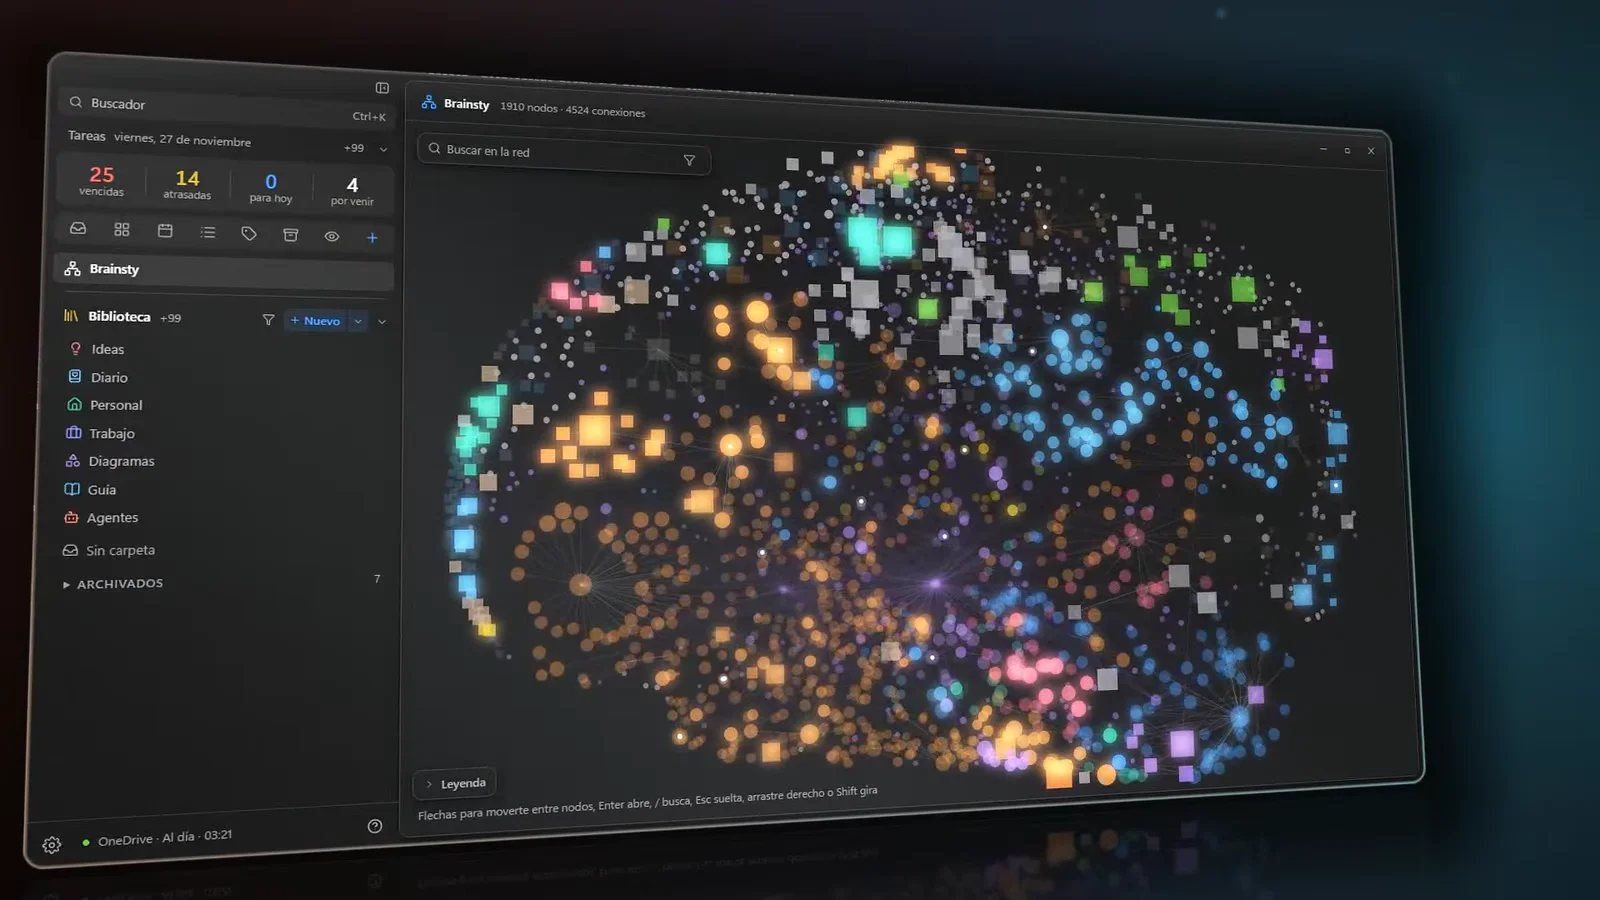 Buscador
Ctrl+K
Tareas viernes, 27 de noviembre
+99
25 vencidas
14 atrasadas
0 para hoy
4 por venir
Brainsty
Biblioteca +99
+ Nuevo
Ideas
Diario
Personal
Trabajo
Diagramas
Guía
Agentes
Sin carpeta
ARCHIVADOS 7
OneDrive · Al día · 03:21
Brainsty 1910 nodos · 4524 conexiones
Buscar en la red
Leyenda
Flechas para moverte entre nodos, Enter abre, / busca, Esc suelta, arrastre derecho o Shift gira